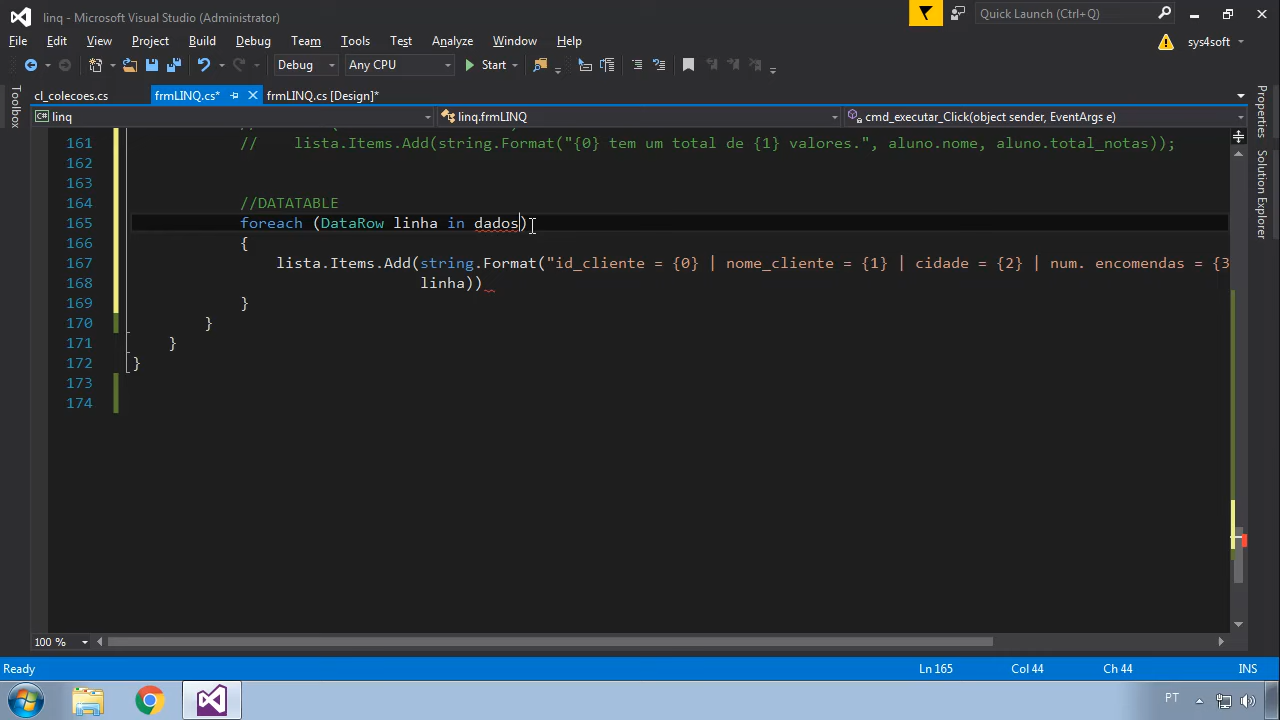 linq - Microsoft Visual Studio (Administrator)
Quick Launch (Ctrl+Q)
File Edit View Project Build Debug Team Tools Test Analyze Window Help
sys4soft
Debug Any CPU Start
Toolbox
cl_colecoes.cs frmLINQ.cs* frmLINQ.cs [Design]*
linq linq.frmLINQ cmd_executar_Click(object sender, EventArgs e)
Properties
Solution Explorer
161 // lista.Items.Add(string.Format("{0} tem um total de {1} valores.", aluno.nome, aluno.total_notas));
162
163
164 //DATATABLE
165 foreach (DataRow linha in dados)
166 {
167 lista.Items.Add(string.Format("id_cliente = {0} | nome_cliente = {1} | cidade = {2} | num. encomendas = {3
168 linha))
169 }
170 }
171 }
172 }
173
174
100 %
Ready Ln 165 Col 44 Ch 44 INS
PT